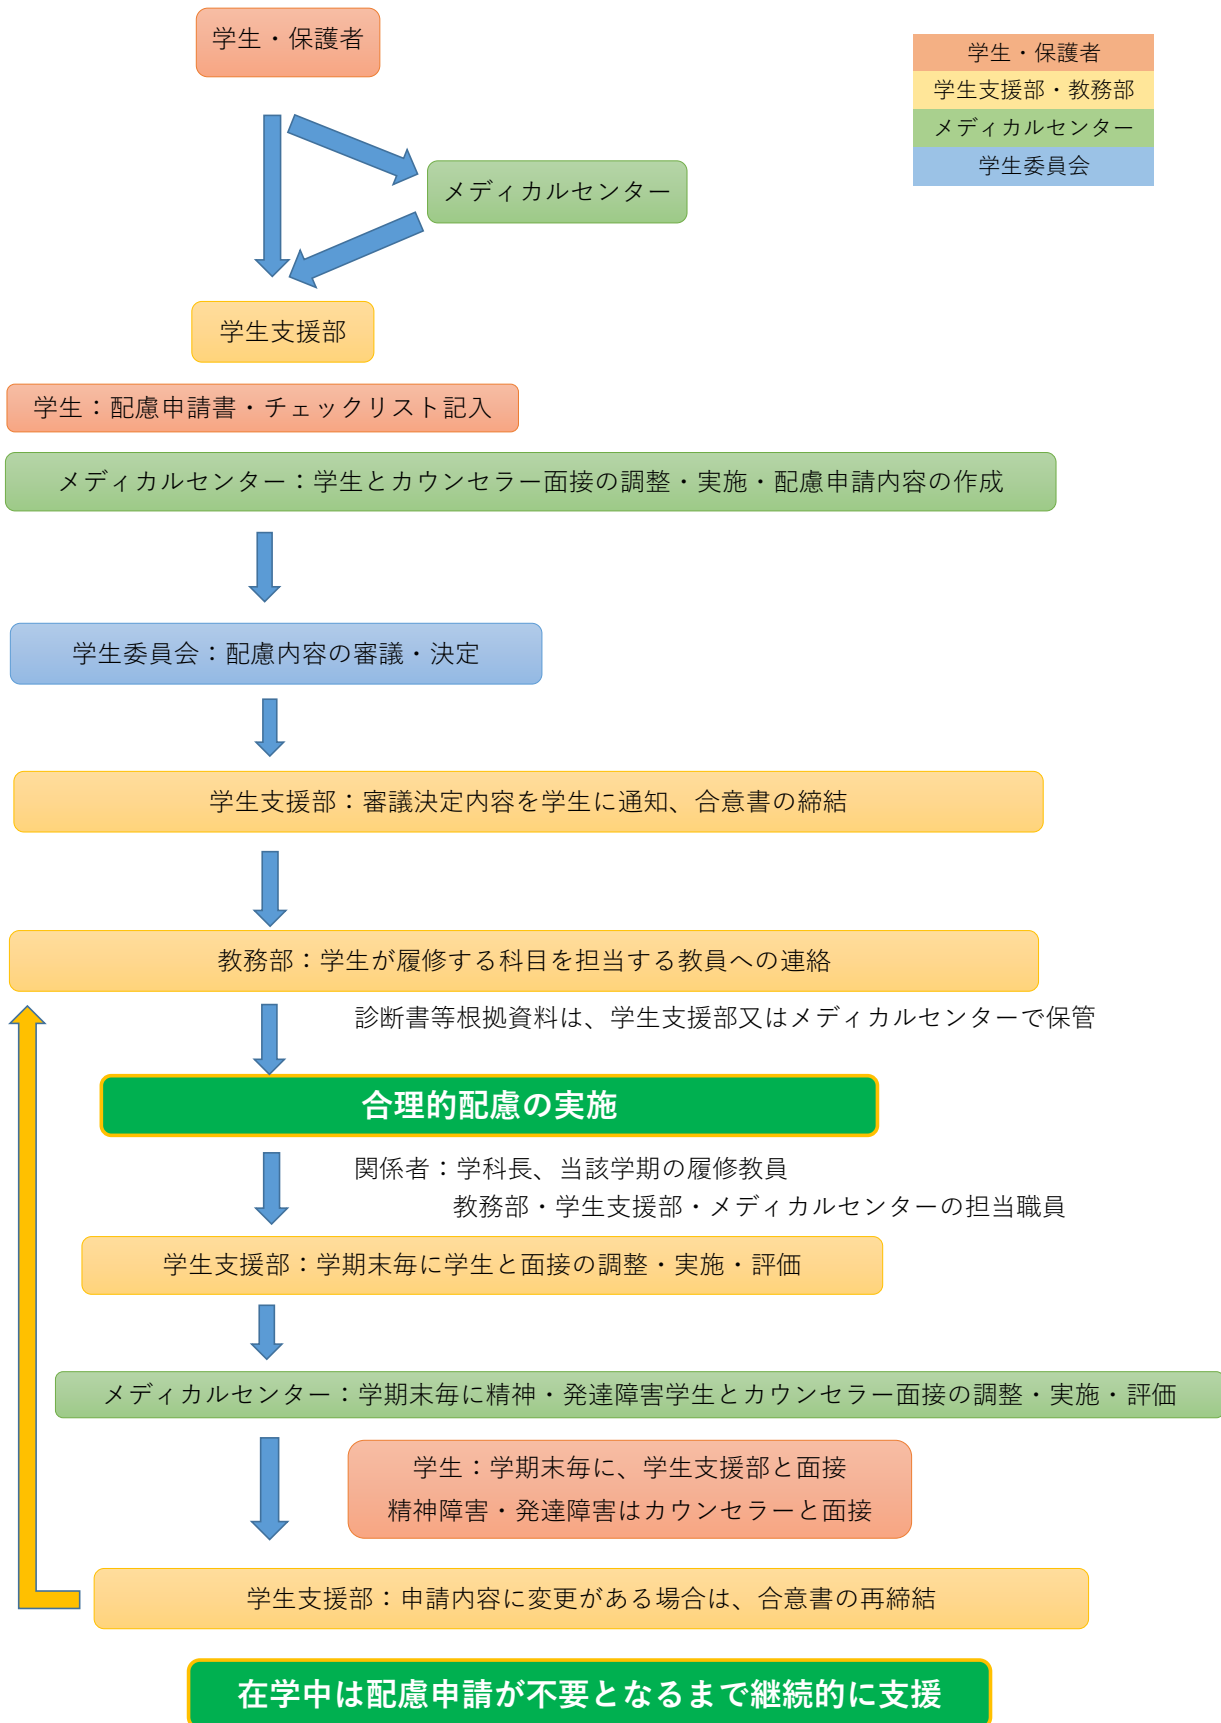 学生・保護者
学生・保護者
学生支援部・教務部
メディカルセンター
学生委員会
メディカルセンター
学生支援部
学生：配慮申請書・チェックリスト記入
メディカルセンター：学生とカウンセラー面接の調整・実施・配慮申請内容の作成
学生委員会：配慮内容の審議・決定
学生支援部：審議決定内容を学生に通知、合意書の締結
教務部：学生が履修する科目を担当する教員への連絡
診断書等根拠資料は、学生支援部又はメディカルセンターで保管
合理的配慮の実施
関係者：学科長、当該学期の履修教員
教務部・学生支援部・メディカルセンターの担当職員
学生支援部：学期末毎に学生と面接の調整・実施・評価
メディカルセンター：学期末毎に精神・発達障害学生とカウンセラー面接の調整・実施・評価
学生：学期末毎に、学生支援部と面接
精神障害・発達障害はカウンセラーと面接
学生支援部：申請内容に変更がある場合は、合意書の再締結
在学中は配慮申請が不要となるまで継続的に支援